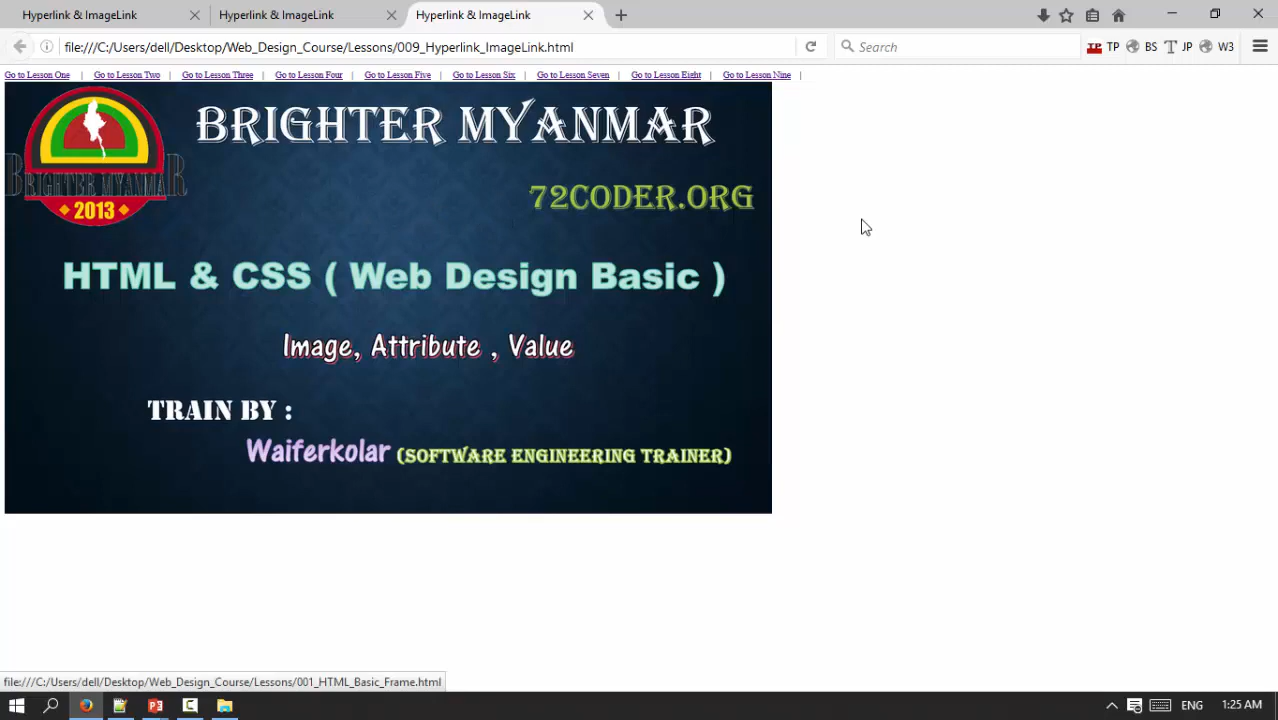 Hyperlink & ImageLink
Hyperlink & ImageLink
Hyperlink & ImageLink
file:///C:/Users/dell/Desktop/Web_Design_Course/Lessons/009_Hyperlink_ImageLink.html
Search
TP BS JP W3
Go to Lesson One | Go to Lesson Two | Go to Lesson Three | Go to Lesson Four | Go to Lesson Five | Go to Lesson Six | Go to Lesson Seven | Go to Lesson Eight | Go to Lesson Nine |
BRIGHTER MYANMAR
72CODER.ORG
BRIGHTER MYANMAR
2013
HTML & CSS ( Web Design Basic )
Image, Attribute , Value
TRAIN BY :
Waiferkolar (SOFTWARE ENGINEERING TRAINER)
file:///C:/Users/dell/Desktop/Web_Design_Course/Lessons/001_HTML_Basic_Frame.html
ENG
1:25 AM